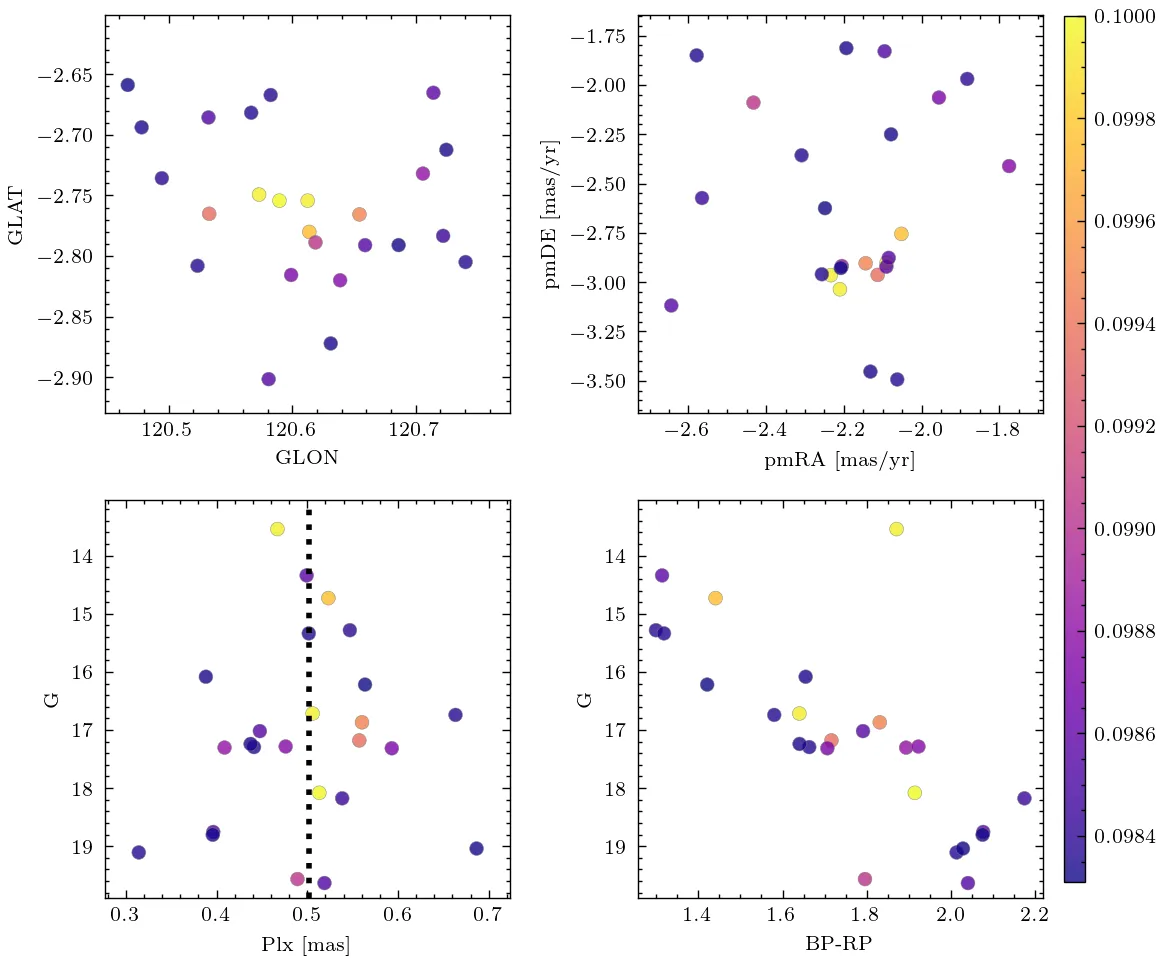 −2.65
−2.70
−2.75
−2.80
−2.85
−2.90
GLAT
120.5 120.6 120.7
GLON
−1.75
−2.00
−2.25
−2.50
−2.75
−3.00
−3.25
−3.50
pmDE [mas/yr]
−2.6 −2.4 −2.2 −2.0 −1.8
pmRA [mas/yr]
0.1000
0.0998
0.0996
0.0994
0.0992
0.0990
0.0988
0.0986
0.0984
14
15
16
17
18
19
G
0.3 0.4 0.5 0.6 0.7
Plx [mas]
14
15
16
17
18
19
G
1.4 1.6 1.8 2.0 2.2
BP-RP